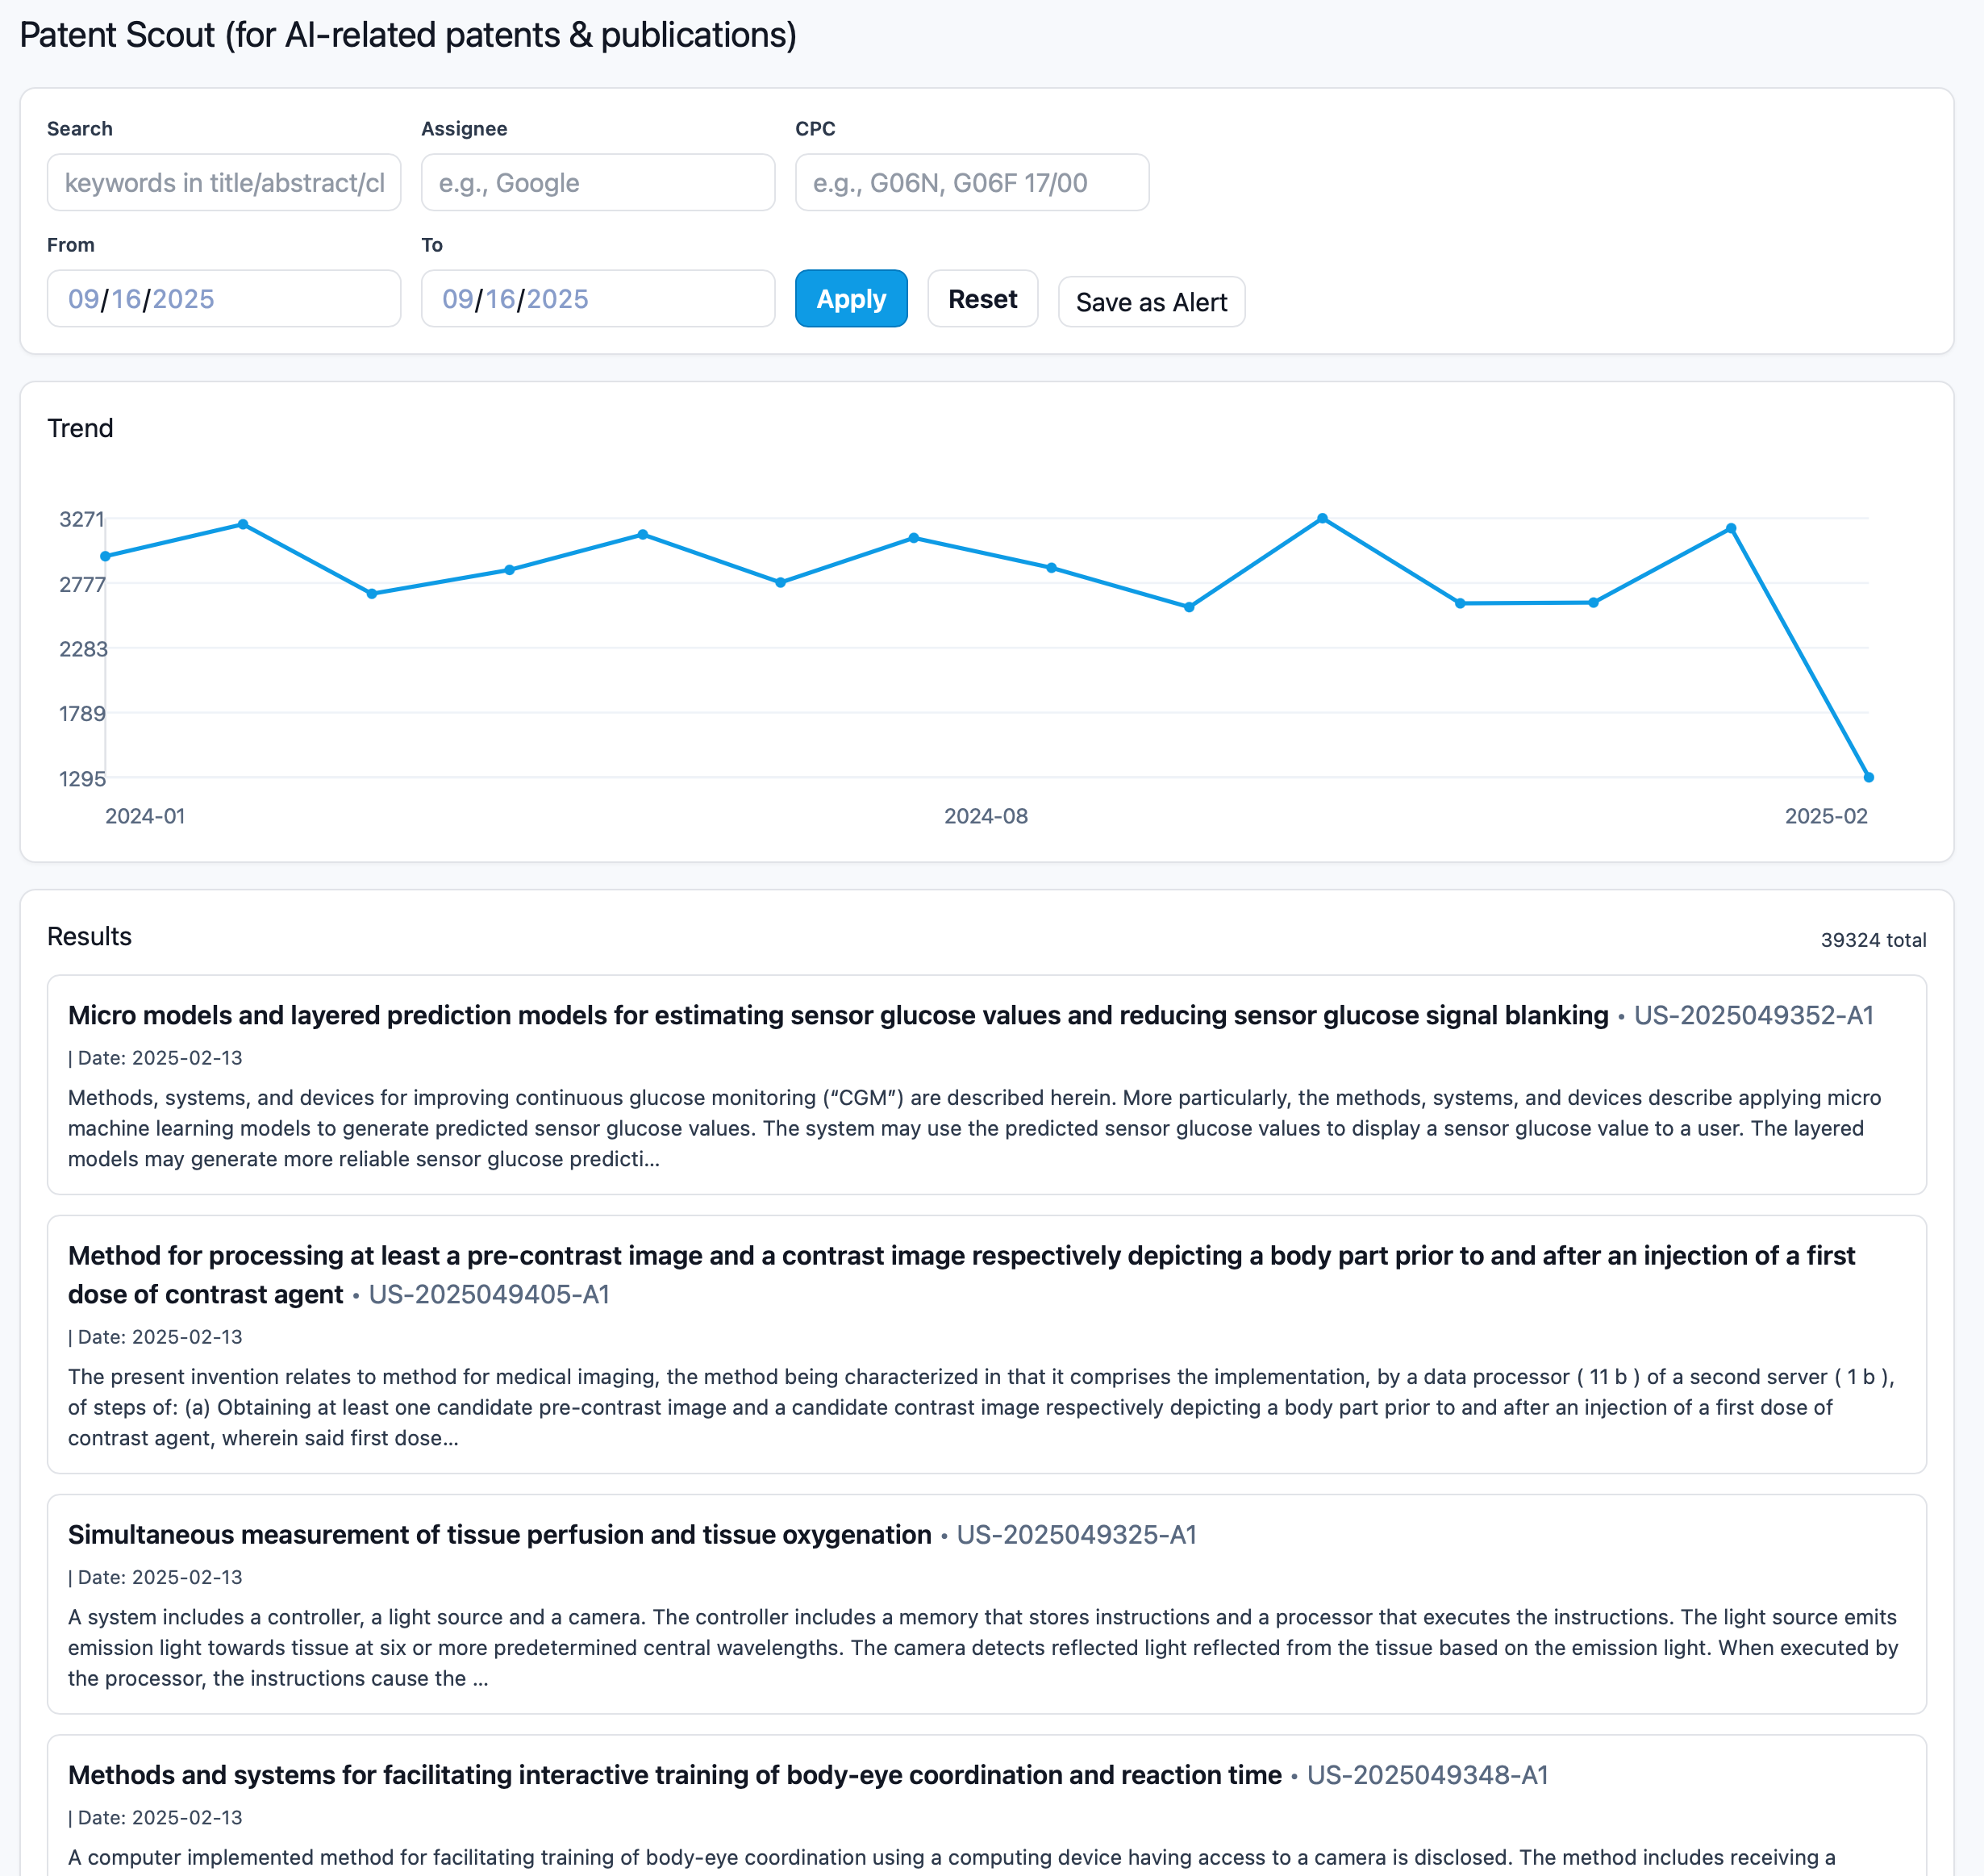 Patent Scout (for AI-related patents & publications)
Search
Assignee
CPC
keywords in title/abstract/cl
e.g., Google
e.g., G06N, G06F 17/00
From
To
09/16/2025
09/16/2025
Apply
Reset
Save as Alert
Trend
3271
2777
2283
1789
1295
2024-01
2024-08
2025-02
Results
39324 total
Micro models and layered prediction models for estimating sensor glucose values and reducing sensor glucose signal blanking • US-2025049352-A1
| Date: 2025-02-13
Methods, systems, and devices for improving continuous glucose monitoring (“CGM”) are described herein. More particularly, the methods, systems, and devices describe applying micro
machine learning models to generate predicted sensor glucose values. The system may use the predicted sensor glucose values to display a sensor glucose value to a user. The layered
models may generate more reliable sensor glucose predicti...
Method for processing at least a pre-contrast image and a contrast image respectively depicting a body part prior to and after an injection of a first
dose of contrast agent • US-2025049405-A1
| Date: 2025-02-13
The present invention relates to method for medical imaging, the method being characterized in that it comprises the implementation, by a data processor ( 11 b ) of a second server ( 1 b ),
of steps of: (a) Obtaining at least one candidate pre-contrast image and a candidate contrast image respectively depicting a body part prior to and after an injection of a first dose of
contrast agent, wherein said first dose...
Simultaneous measurement of tissue perfusion and tissue oxygenation • US-2025049325-A1
| Date: 2025-02-13
A system includes a controller, a light source and a camera. The controller includes a memory that stores instructions and a processor that executes the instructions. The light source emits
emission light towards tissue at six or more predetermined central wavelengths. The camera detects reflected light reflected from the tissue based on the emission light. When executed by
the processor, the instructions cause the ...
Methods and systems for facilitating interactive training of body-eye coordination and reaction time • US-2025049348-A1
| Date: 2025-02-13
A computer implemented method for facilitating training of body-eye coordination using a computing device having access to a camera is disclosed. The method includes receiving a